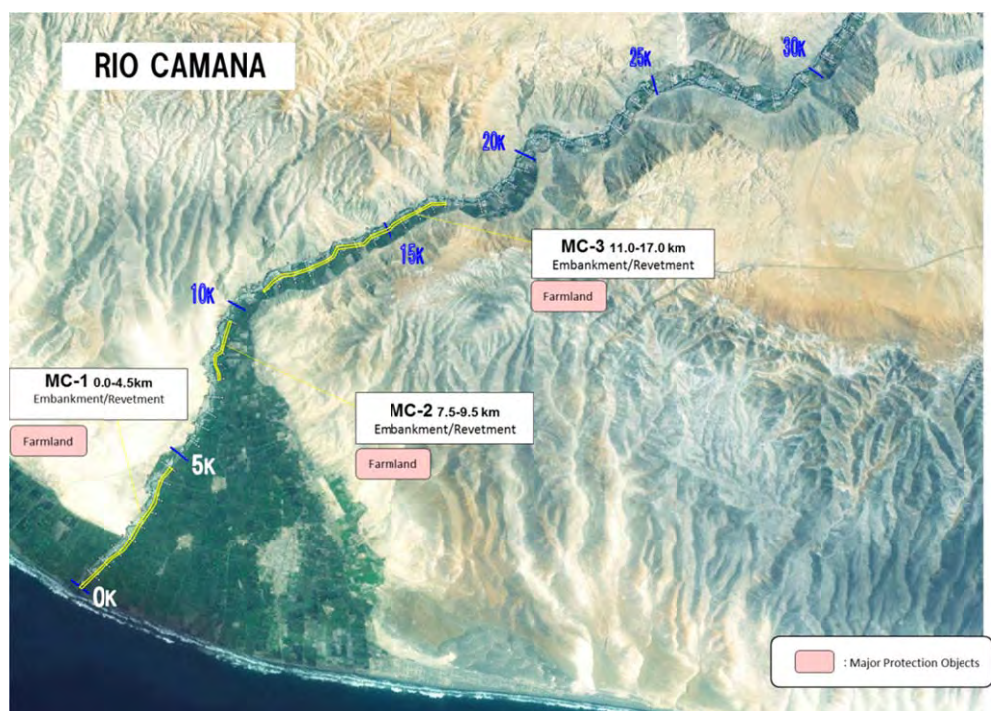 RIO CAMANA
30K
25K
20K
15K
MC-3 11.0-17.0 km
Embankment/Revetment
Farmland
10K
MC-1 0.0-4.5km
Embankment/Revetment
Farmland
MC-2 7.5-9.5 km
Embankment/Revetment
Farmland
5K
0K
: Major Protection Objects